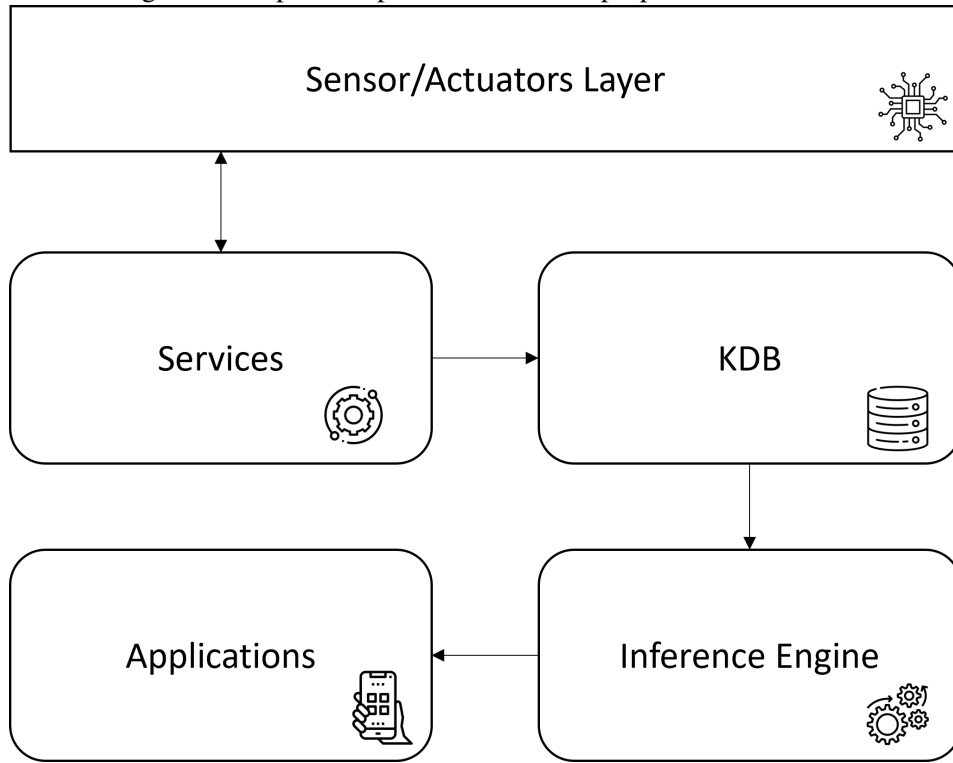 Sensor/Actuators Layer
Services
KDB
Applications
Inference Engine